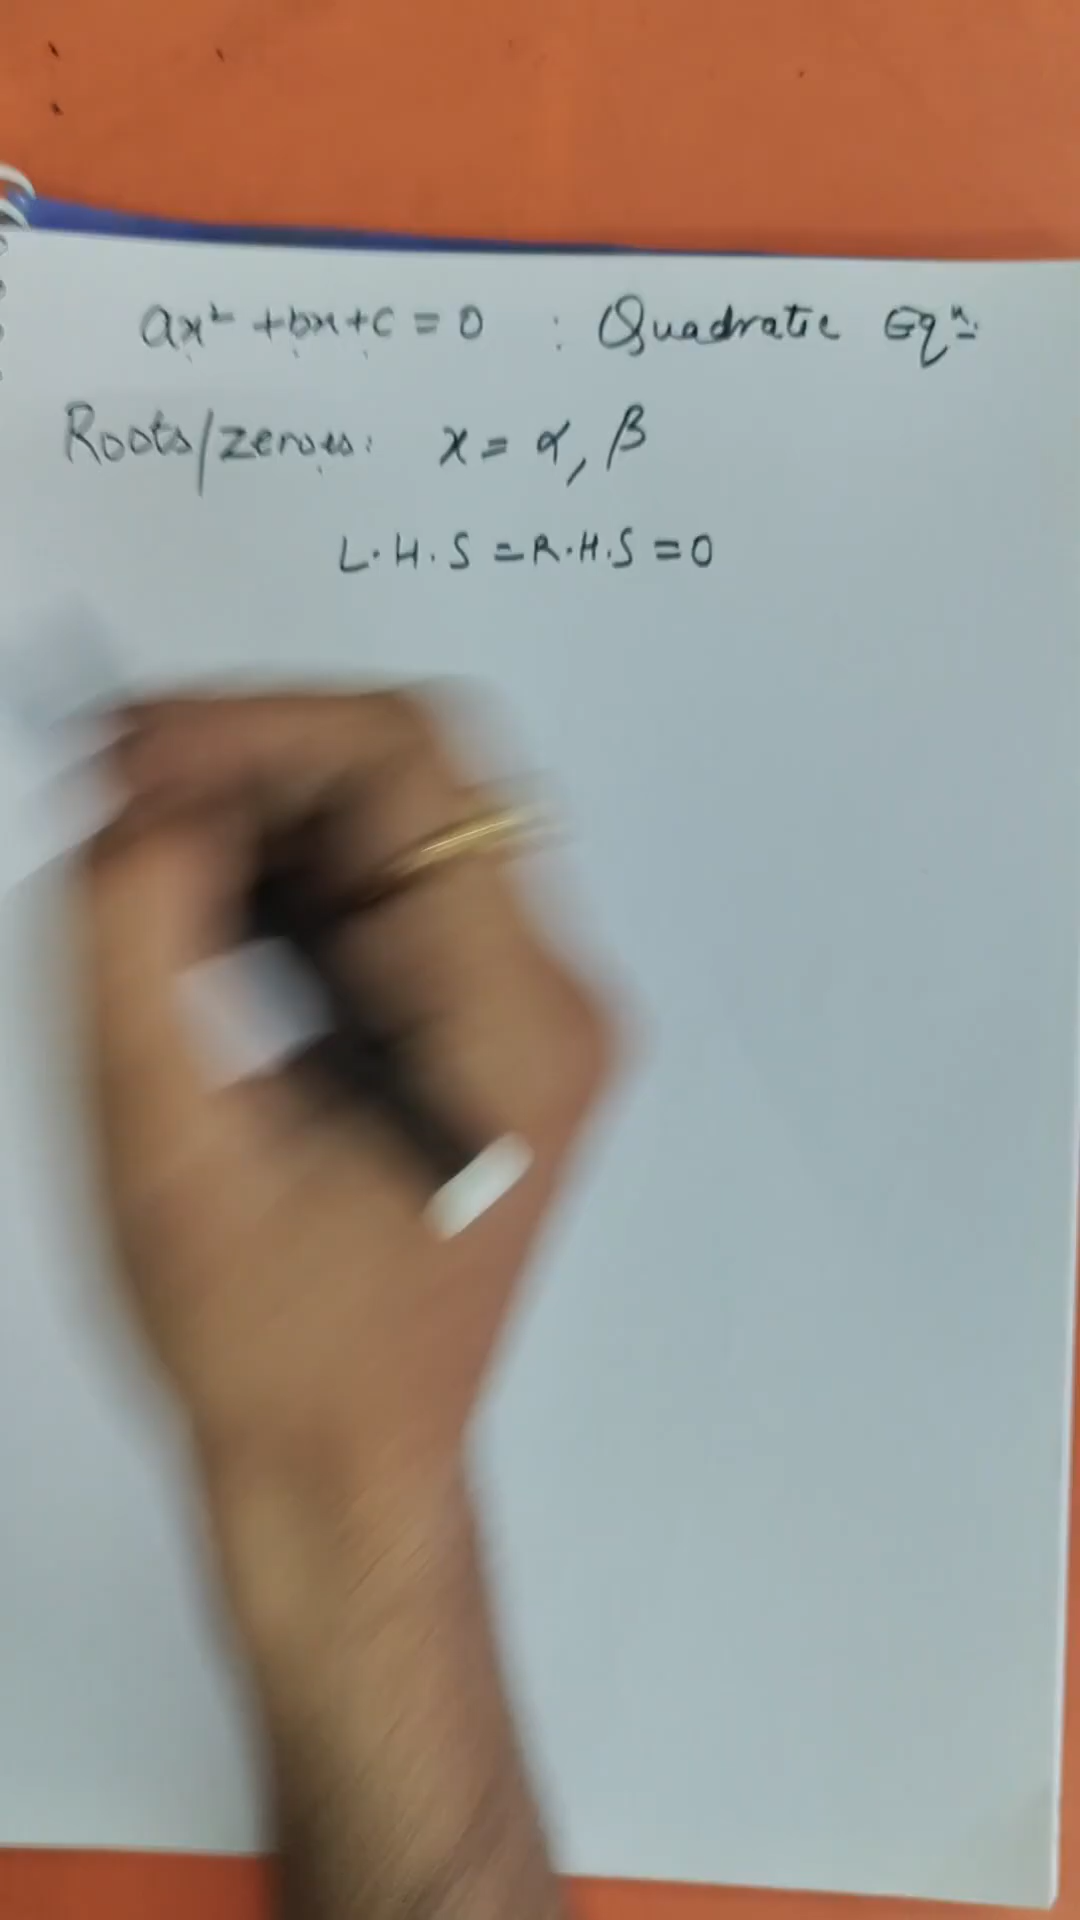 ax² + bx + c = 0 : Quadratic Eqⁿ.
Roots/zeroes: x = α, β
L.H.S = R.H.S = 0